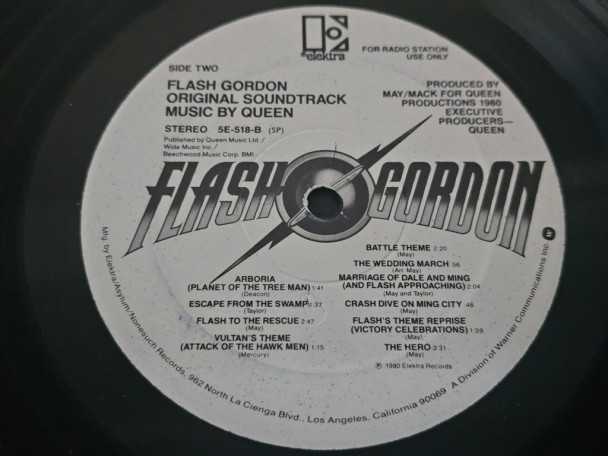 elektra
FOR RADIO STATION
USE ONLY
SIDE TWO
FLASH GORDON
ORIGINAL SOUNDTRACK
MUSIC BY QUEEN
STEREO 5E-518-B (SP)
Published by Queen Music Ltd./
Wide Music Inc./
Beechwood Music Corp. BMI
PRODUCED BY
MAY/MACK FOR QUEEN
PRODUCTIONS 1980
EXECUTIVE
PRODUCERS—
QUEEN
FLASH GORDON
ARBORIA
(PLANET OF THE TREE MAN) 1:41
(Deacon)
ESCAPE FROM THE SWAMP :37
(Taylor)
FLASH TO THE RESCUE 2:47
(May)
VULTAN'S THEME
(ATTACK OF THE HAWK MEN) 1:15
(Mercury)
BATTLE THEME 2:20
(May)
THE WEDDING MARCH :56
(Arr. May)
MARRIAGE OF DALE AND MING
(AND FLASH APPROACHING) 2:04
(May and Taylor)
CRASH DIVE ON MING CITY :46
(May)
FLASH'S THEME REPRISE
(VICTORY CELEBRATIONS) 1:39
(May)
THE HERO 3:31
(May)
℗ 1980 Elektra Records
Mfg. by Elektra/Asylum/Nonesuch Records, 962 North La Cienga Blvd., Los Angeles, California 90069 A Division of Warner Communications Inc.